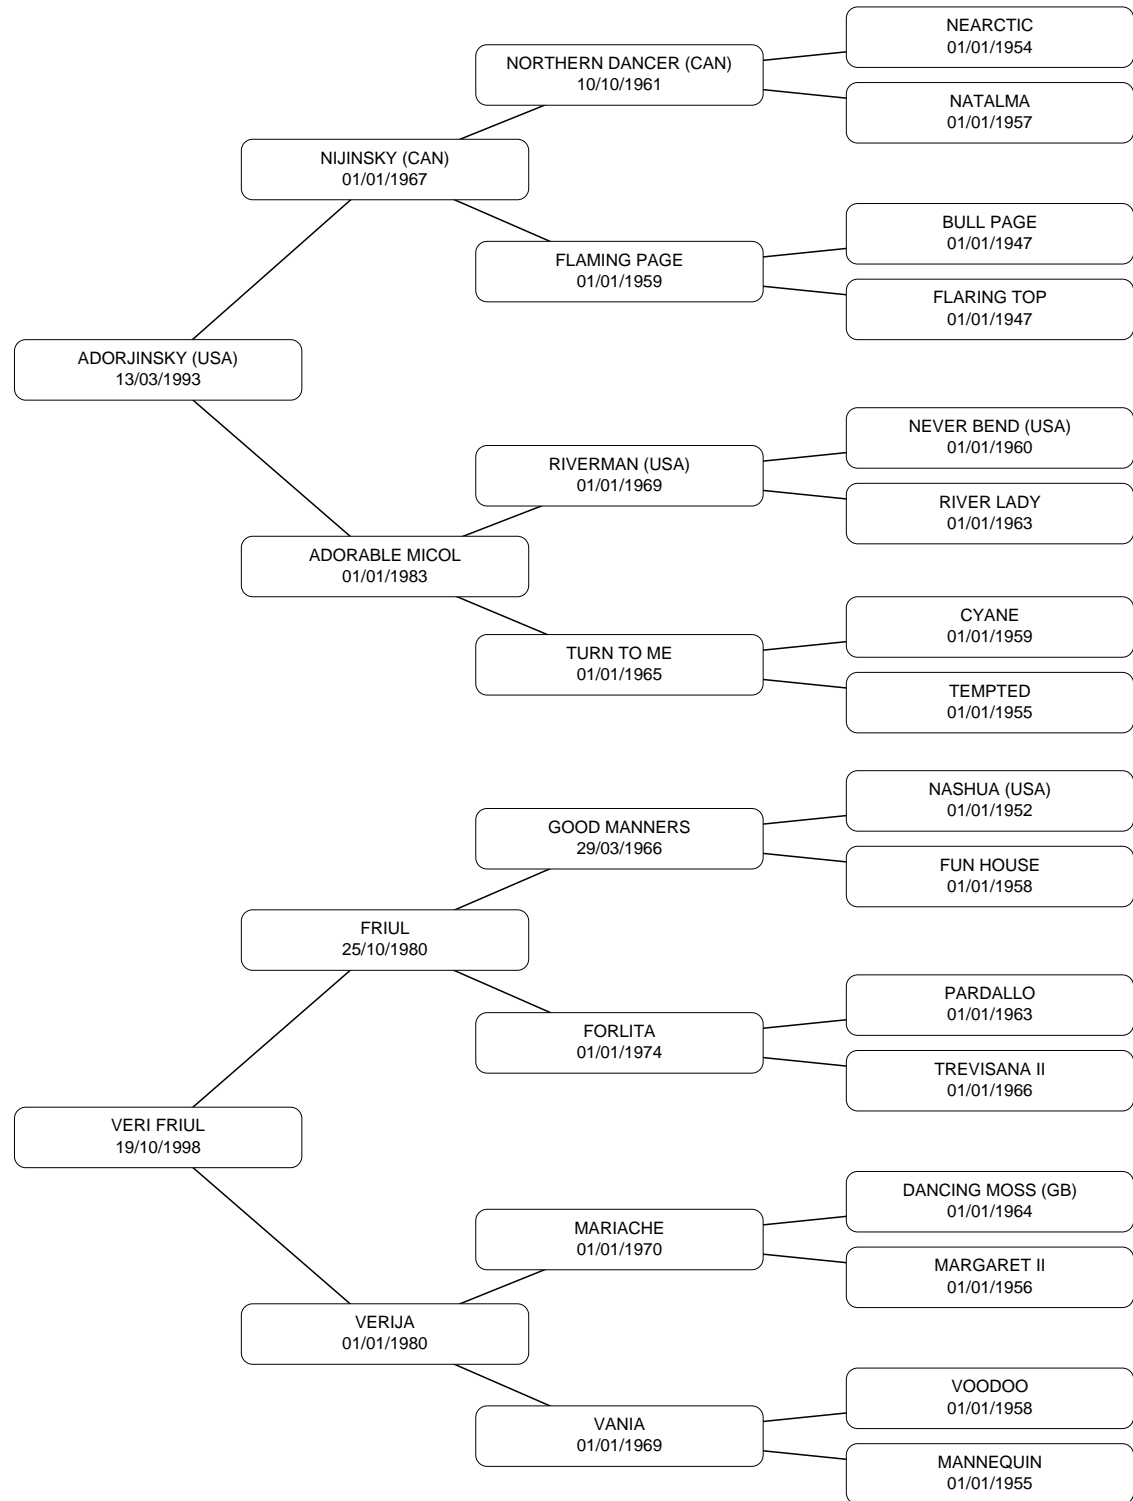 NEARCTIC
01/01/1954
NORTHERN DANCER (CAN)
10/10/1961
NATALMA
01/01/1957
NIJINSKY (CAN)
01/01/1967
BULL PAGE
01/01/1947
FLAMING PAGE
01/01/1959
FLARING TOP
01/01/1947
ADORJINSKY (USA)
13/03/1993
NEVER BEND (USA)
01/01/1960
RIVERMAN (USA)
01/01/1969
RIVER LADY
01/01/1963
ADORABLE MICOL
01/01/1983
CYANE
01/01/1959
TURN TO ME
01/01/1965
TEMPTED
01/01/1955
NASHUA (USA)
01/01/1952
GOOD MANNERS
29/03/1966
FUN HOUSE
01/01/1958
FRIUL
25/10/1980
PARDALLO
01/01/1963
FORLITA
01/01/1974
TREVISANA II
01/01/1966
VERI FRIUL
19/10/1998
DANCING MOSS (GB)
01/01/1964
MARIACHE
01/01/1970
MARGARET II
01/01/1956
VERIJA
01/01/1980
VOODOO
01/01/1958
VANIA
01/01/1969
MANNEQUIN
01/01/1955